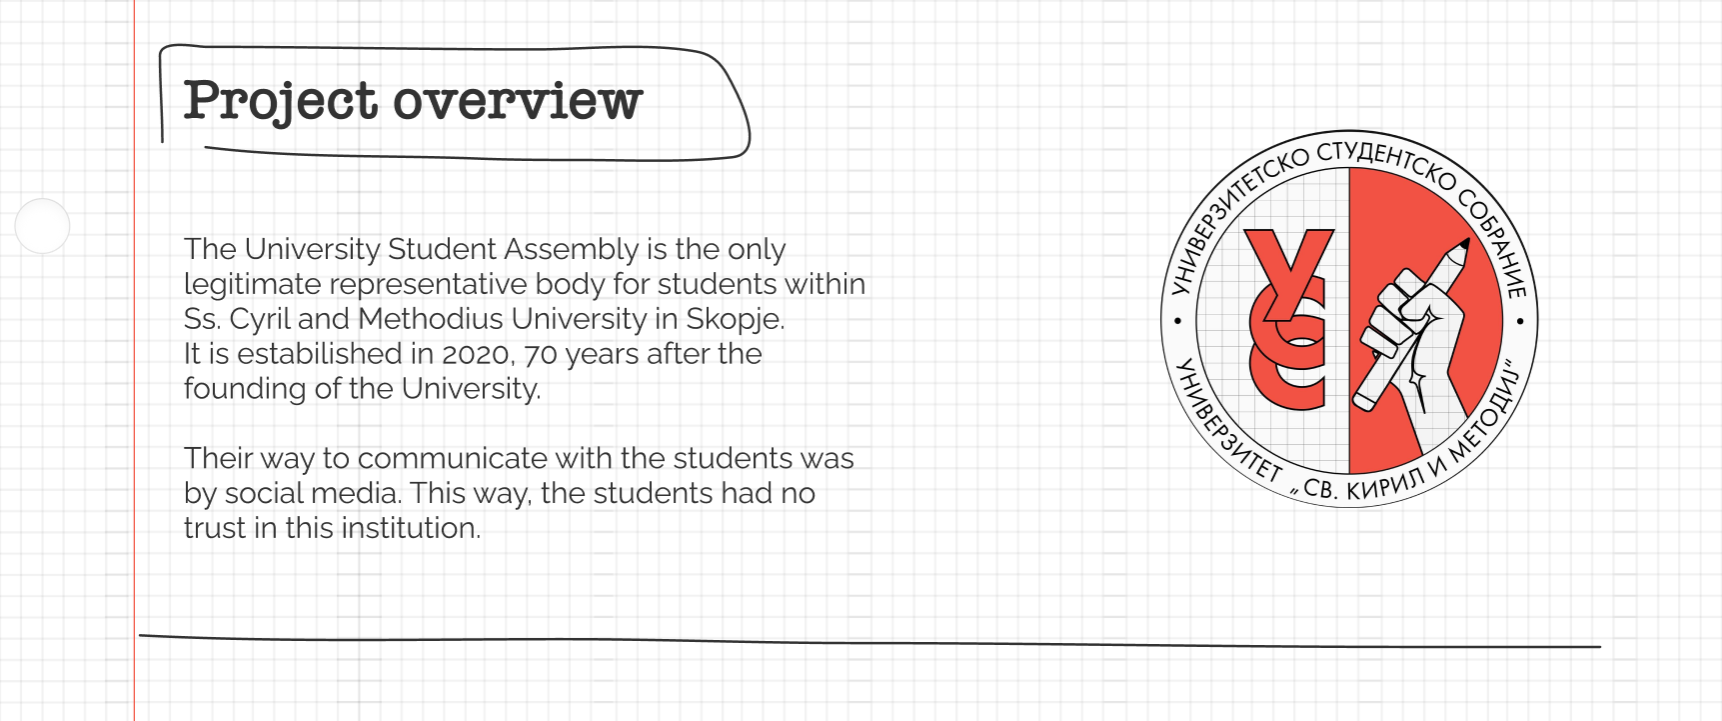 Project overview
The University Student Assembly is the only
legitimate representative body for students within
Ss. Cyril and Methodius University in Skopje.
It is estabilished in 2020, 70 years after the
founding of the University.
Their way to communicate with the students was
by social media. This way, the students had no
trust in this institution.
УНИВЕРЗИТЕТСКО СТУДЕНТСКО СОБРАНИЕ
УСС
УНИВЕРЗИТЕТ „СВ. КИРИЛ И МЕТОДИЈ“